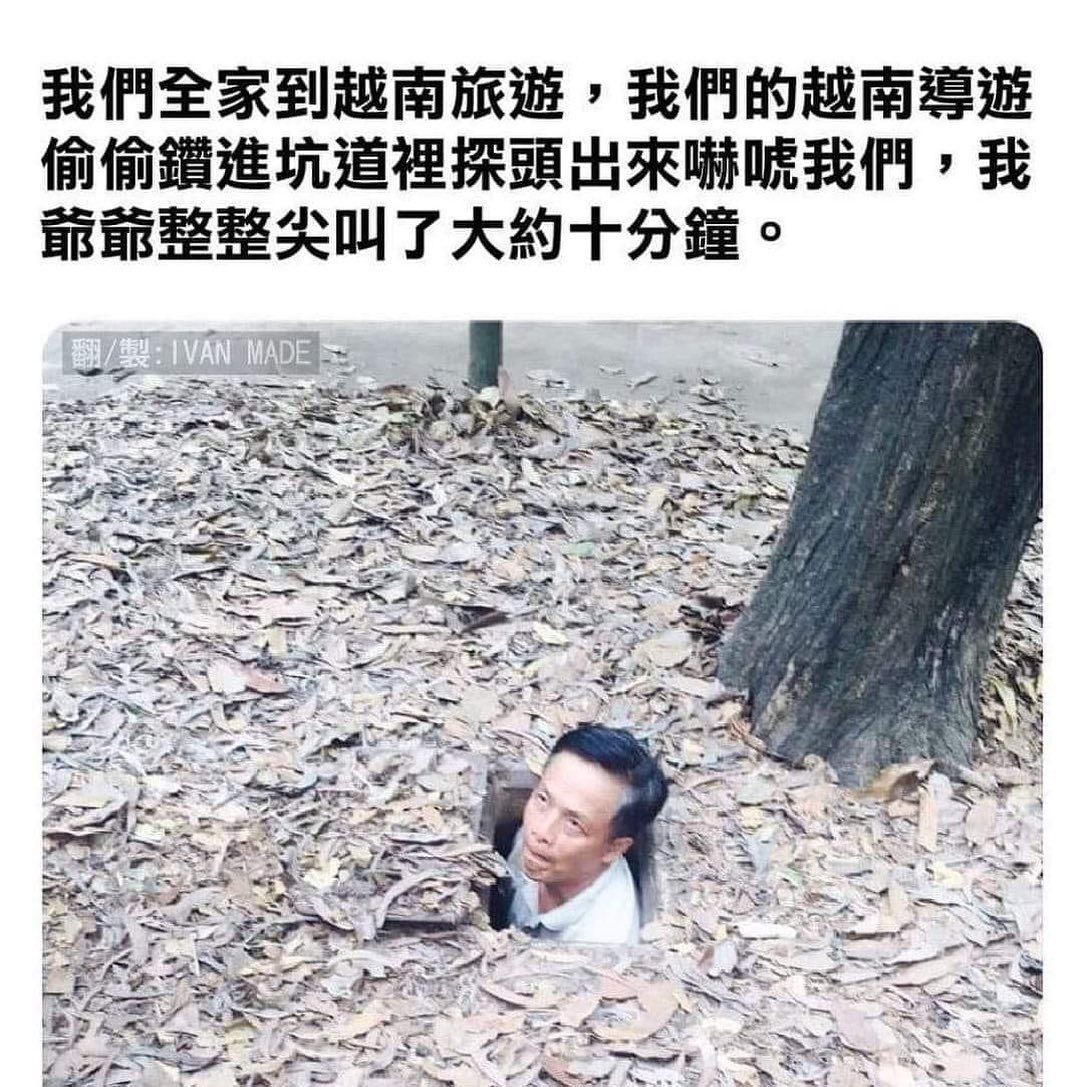 我們全家到越南旅遊，我們的越南導遊
偷偷鑽進坑道裡探頭出來嚇唬我們，我
爺爺整整尖叫了大約十分鐘。
翻/製:IVAN MADE